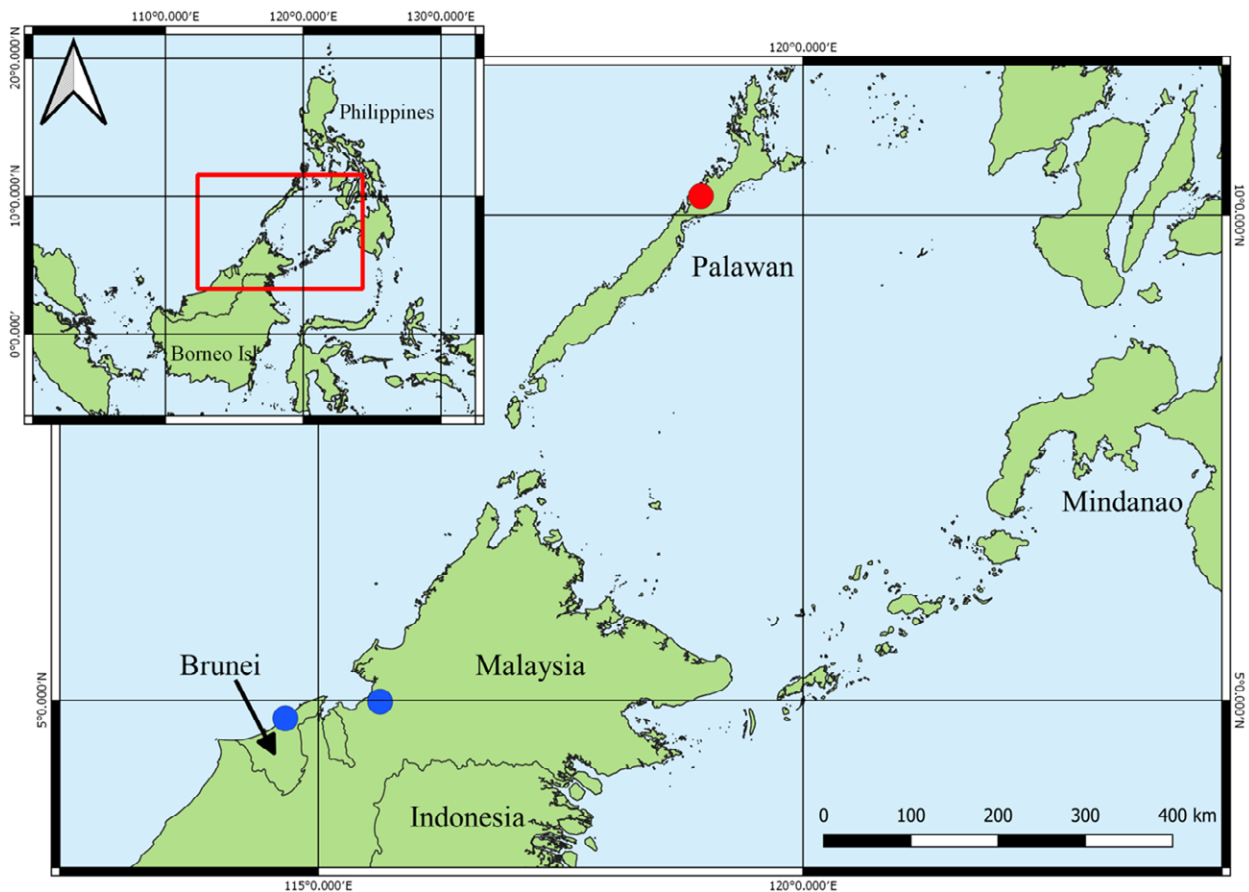 110°0.000′E 120°0.000′E 130°0.000′E
120°0.000′E
20°0.000′N
Philippines
10°0.000′N
10°0.000′N
Palawan
0°0.000′
Borneo Isl
Mindanao
Brunei
Malaysia
5°0.000′N
5°0.000′N
Indonesia
0 100 200 300 400 km
115°0.000′E 120°0.000′E